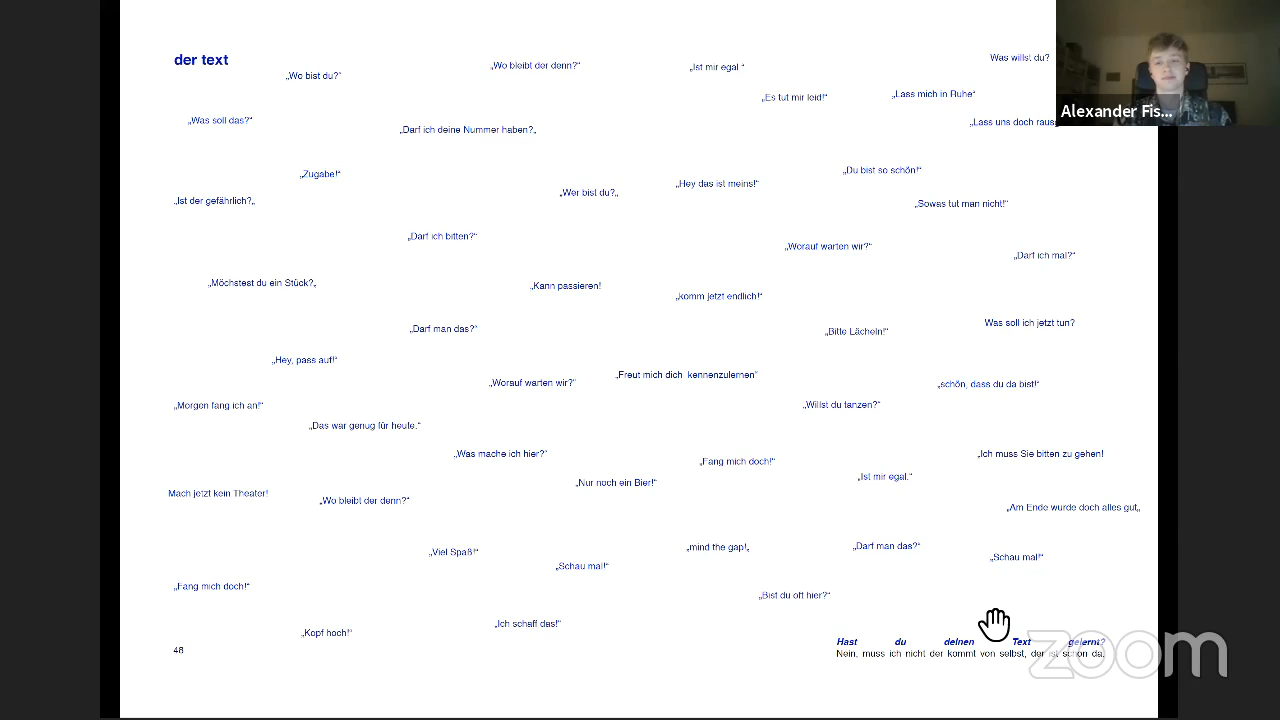 der text
„Wo bist du?“
„Wo bleibt der denn?“
„Ist mir egal.“
Was willst du?
„Es tut mir leid!“
„Lass mich in Ruhe“
Alexander Fis...
„Was soll das?“
„Darf ich deine Nummer haben?„
„Lass uns doch
„Zugabe!“
„Du bist so schön!“
„Hey das ist meins!“
„Wer bist du?„
„Ist der gefährlich?„
„Sowas tut man nicht!“
„Darf ich bitten?“
„Worauf warten wir?“
„Darf ich mal?“
„Möchstest du ein Stück?„
„Kann passieren!
„komm jetzt endlich!“
Was soll ich jetzt tun?
„Darf man das?“
„Bitte Lächeln!“
„Hey, pass auf!“
„Freut mich dich kennenzulernen“
„Worauf warten wir?“
„schön, dass du da bist!“
„Morgen fang ich an!“
„Willst du tanzen?“
„Das war genug für heute.“
„Was mache ich hier?“
„Fang mich doch!“
„Ich muss Sie bitten zu gehen!
„Nur noch ein Bier!“
„Ist mir egal.“
Mach jetzt kein Theater!
„Wo bleibt der denn?“
„Am Ende wurde doch alles gut„
„Viel Spaß!“
„mind the gap!„
„Darf man das?“
„Schau mal!“
„Schau mal!“
„Fang mich doch!“
„Bist du oft hier?“
„Kopf hoch!“
„Ich schaff das!“
Hast du deinen Text gelernt?
48
Nein, muss ich nicht der kommt von selbst, der ist schon da.
zoom